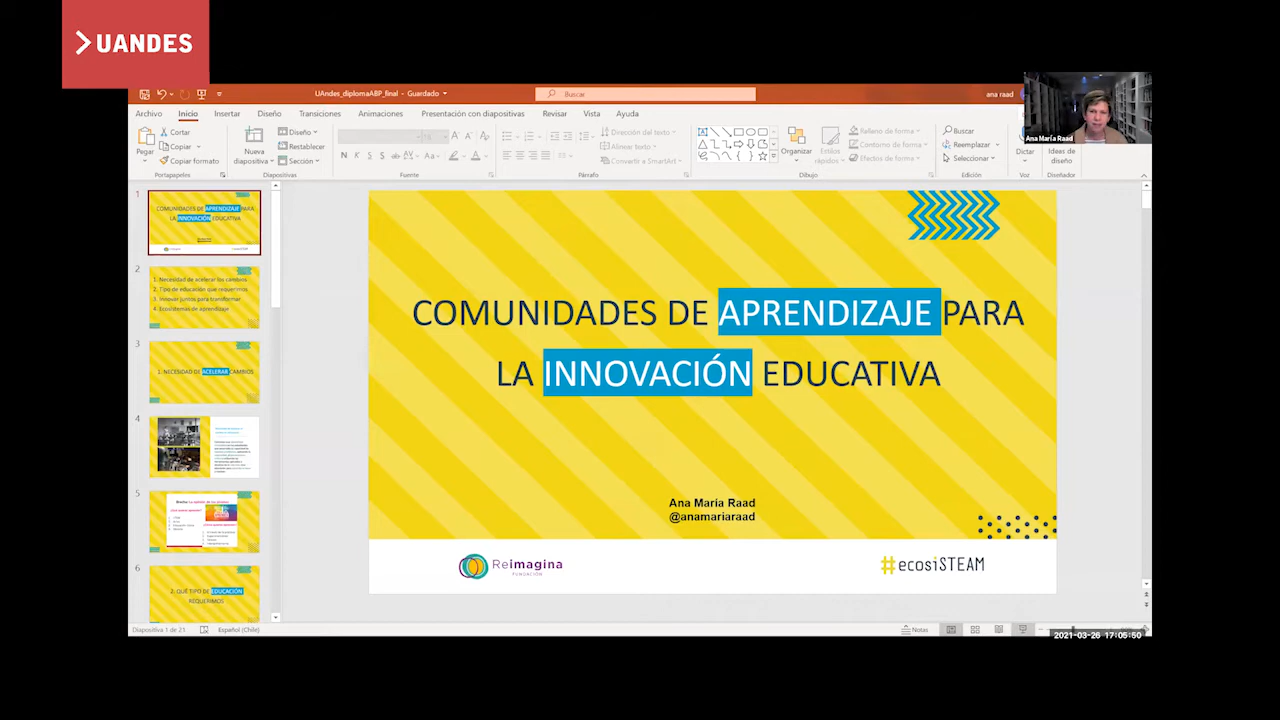 UANDES
UAndes_diplomaABP_final - Guardado
Buscar
ana raad
Ana María Raad
Archivo Inicio Insertar Diseño Transiciones Animaciones Presentación con diapositivas Revisar Vista Ayuda
Pegar
Cortar
Copiar
Copiar formato
Portapapeles
Nueva
diapositiva
Diseño
Restablecer
Sección
Diapositivas
Fuente
Dirección del texto
Alinear texto
Convertir a SmartArt
Párrafo
Organizar
Estilos
rápidos
Relleno de forma
Contorno de forma
Efectos de forma
Dibujo
Buscar
Reemplazar
Seleccionar
Edición
Dictar
Voz
Ideas de
diseño
Diseñador
1
COMUNIDADES DE APRENDIZAJE PARA
LA INNOVACIÓN EDUCATIVA
2
1. Necesidad de acelerar los cambios
2. Tipo de educación que requerimos
3. Innovar juntos para transformar
4. Ecosistemas de aprendizaje
3
1. NECESIDAD DE ACELERAR CAMBIOS
4
5
6
2. QUÉ TIPO DE EDUCACIÓN
REQUERIMOS
COMUNIDADES DE APRENDIZAJE PARA
LA INNOVACIÓN EDUCATIVA
Ana María Raad
@anamariaraad
Reimagina
FUNDACIÓN
#ecosiSTEAM
Diapositiva 1 de 21
Español (Chile)
Notas
2021-03-26 17:05:50